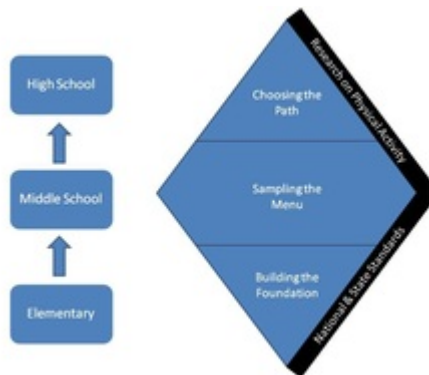 High School
Middle School
Elementary
Choosing the
Path
Sampling the
Menu
Building the
Foundation
Research on Physical Activity
National & State Standards